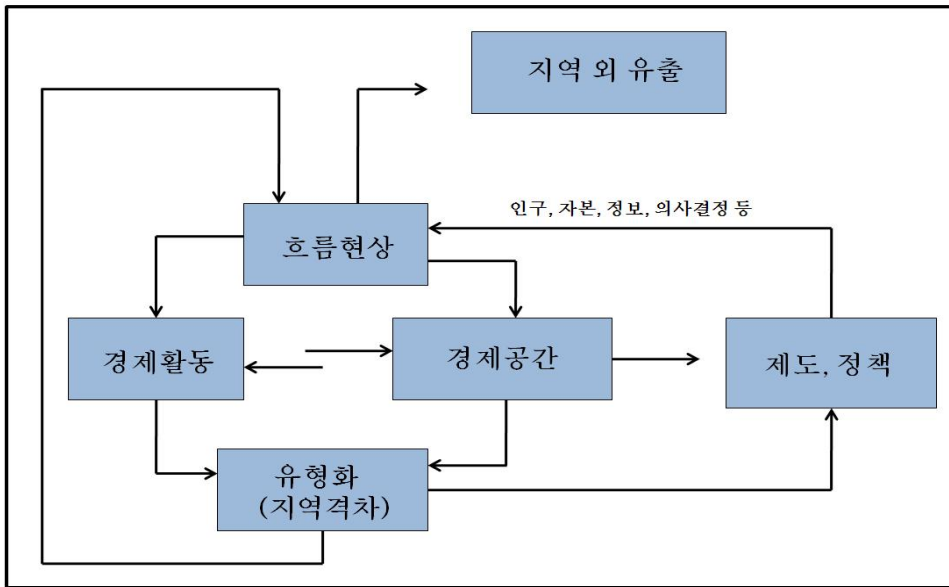 지역 외 유출
인구, 자본, 정보, 의사결정 등
흐름현상
경제활동
경제공간
제도, 정책
유형화
(지역격차)